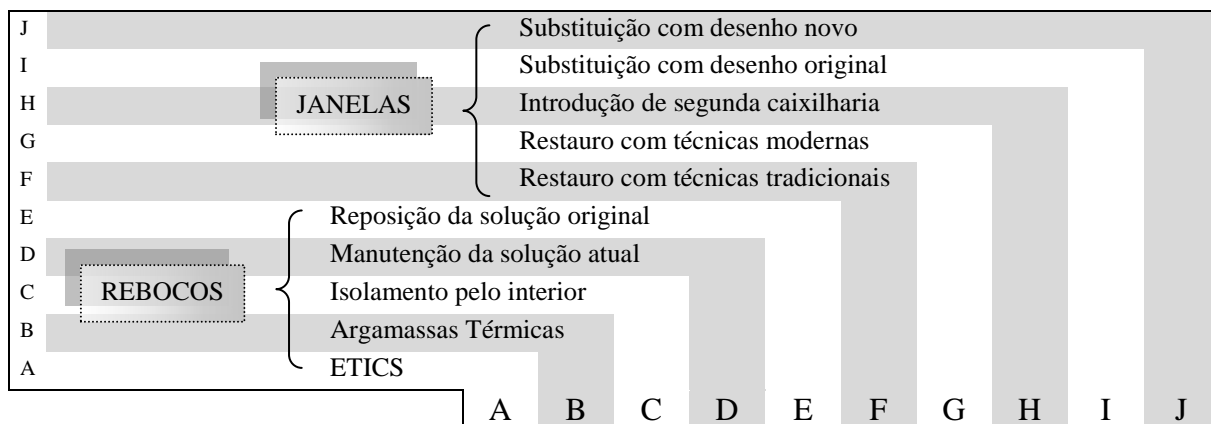 J Substituição com desenho novo
I Substituição com desenho original
H JANELAS Introdução de segunda caixilharia
G Restauro com técnicas modernas
F Restauro com técnicas tradicionais
E Reposição da solução original
D Manutenção da solução atual
C REBOCOS Isolamento pelo interior
B Argamassas Térmicas
A ETICS
A B C D E F G H I J